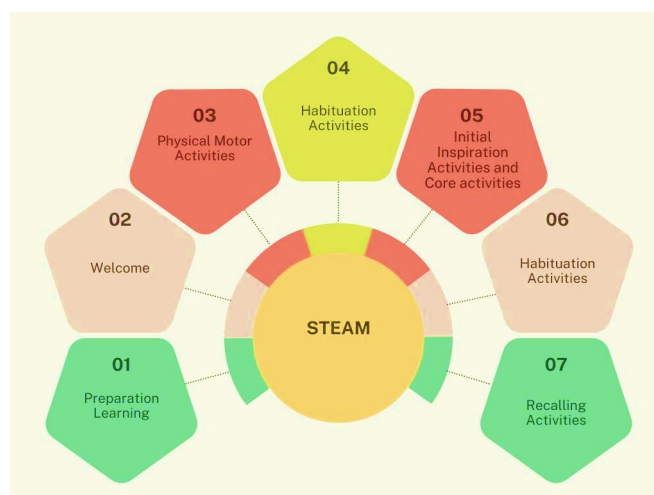 01
Preparation
Learning
02
Welcome
03
Physical Motor
Activities
04
Habituation
Activities
05
Initial
Inspiration
Activities and
Core activities
06
Habituation
Activities
07
Recalling
Activities
STEAM